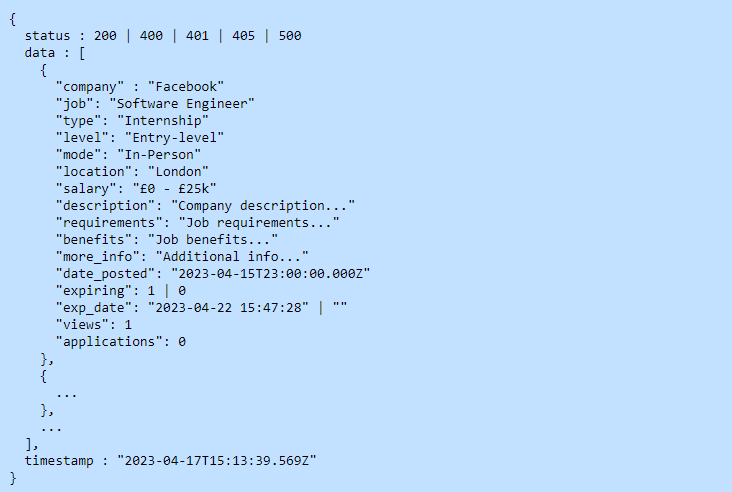 {
  status : 200 | 400 | 401 | 405 | 500
  data : [
    {
      "company" : "Facebook"
      "job": "Software Engineer"
      "type": "Internship"
      "level": "Entry-level"
      "mode": "In-Person"
      "location": "London"
      "salary": "£0 - £25k"
      "description": "Company description..."
      "requirements": "Job requirements..."
      "benefits": "Job benefits..."
      "more_info": "Additional info..."
      "date_posted": "2023-04-15T23:00:00.000Z"
      "expiring": 1 | 0
      "exp_date": "2023-04-22 15:47:28" | ""
      "views": 1
      "applications": 0
    },
    {
      ...
    },
    ...
  ],
  timestamp : "2023-04-17T15:13:39.569Z"
}